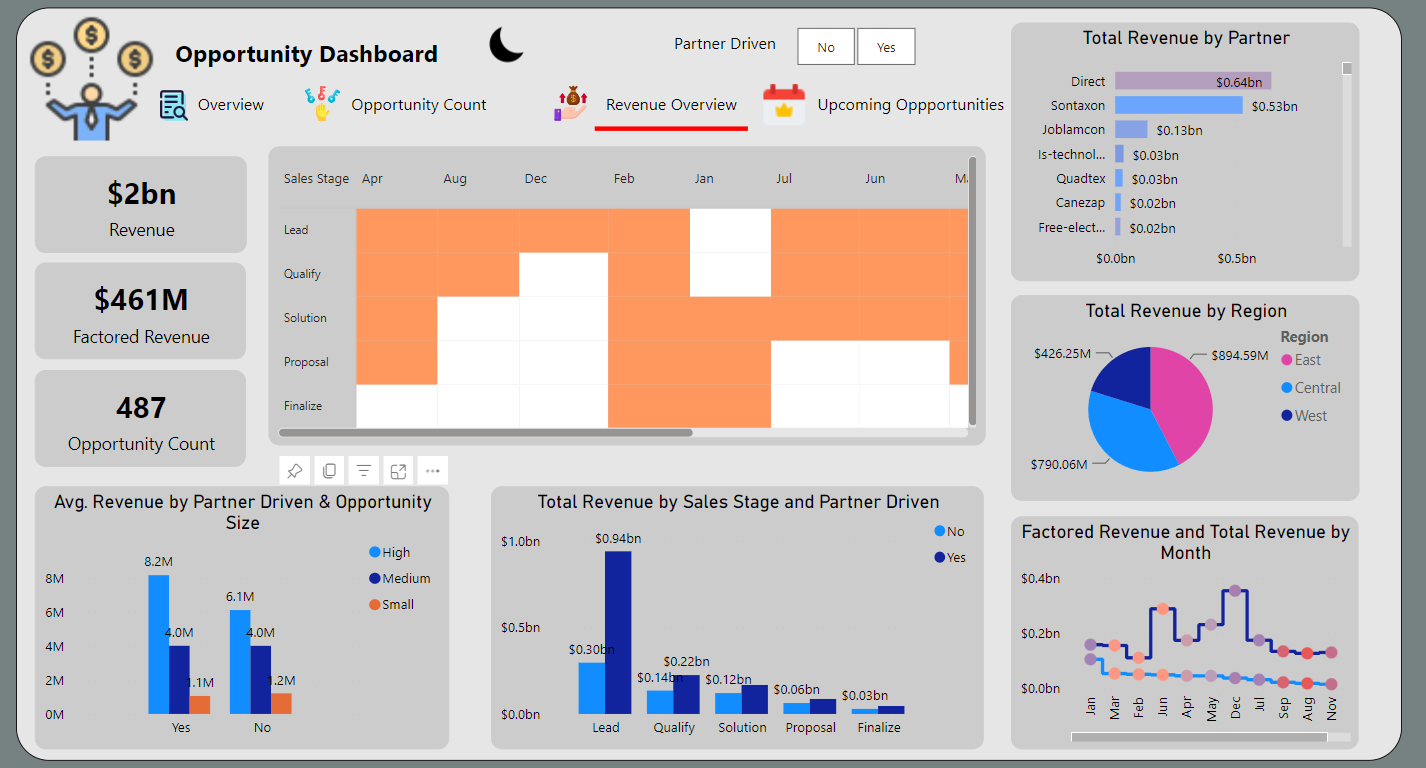 Opportunity Dashboard
Partner Driven
No
Yes
Overview
Opportunity Count
Revenue Overview
Upcoming Oppportunities
$2bn
Revenue
$461M
Factored Revenue
487
Opportunity Count
Sales Stage Apr Aug Dec Feb Jan Jul Jun
Lead
Qualify
Solution
Proposal
Finalize
Total Revenue by Partner
Direct $0.64bn
Sontaxon $0.53bn
Joblamcon $0.13bn
Is-technol... $0.03bn
Quadtex $0.03bn
Canezap $0.02bn
Free-elect... $0.02bn
$0.0bn $0.5bn
Total Revenue by Region
$426.25M
$894.59M
$790.06M
Region
East
Central
West
Avg. Revenue by Partner Driven & Opportunity
Size
High
Medium
Small
8M
6M
4M
2M
0M
8.2M
4.0M
1.1M
6.1M
4.0M
1.2M
Yes No
Total Revenue by Sales Stage and Partner Driven
No
Yes
$1.0bn
$0.5bn
$0.0bn
$0.30bn
$0.94bn
$0.14bn
$0.22bn
$0.12bn
$0.06bn
$0.03bn
Lead Qualify Solution Proposal Finalize
Factored Revenue and Total Revenue by
Month
$0.4bn
$0.2bn
$0.0bn
Jan Mar Feb Jun Apr May Dec Jul Sep Aug Nov